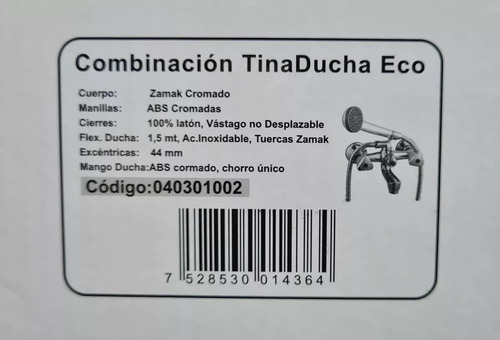 Combinación TinaDucha Eco
Cuerpo: Zamak Cromado
Manillas: ABS Cromadas
Cierres: 100% latón, Vástago no Desplazable
Flex. Ducha: 1,5 mt, Ac.Inoxidable, Tuercas Zamak
Excéntricas: 44 mm
Mango Ducha:ABS cormado, chorro único
Código:040301002
7 528530 014364